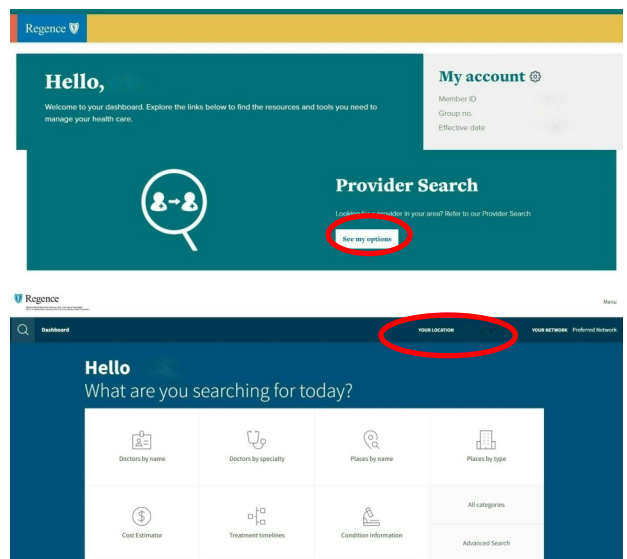 Regence
Hello,
Welcome to your dashboard. Explore the links below to find the resources and tools you need to
manage your health care.
My account
Member ID
Group no.
Effective date
Provider Search
Looking for a provider in your area? Refer to our Provider Search
See my options
Regence
Menu
Dashboard
YOUR LOCATION
YOUR NETWORK Preferred Network
Hello
What are you searching for today?
Doctors by name
Doctors by specialty
Places by name
Places by type
Cost Estimator
Treatment timelines
Condition information
All categories
Advanced Search